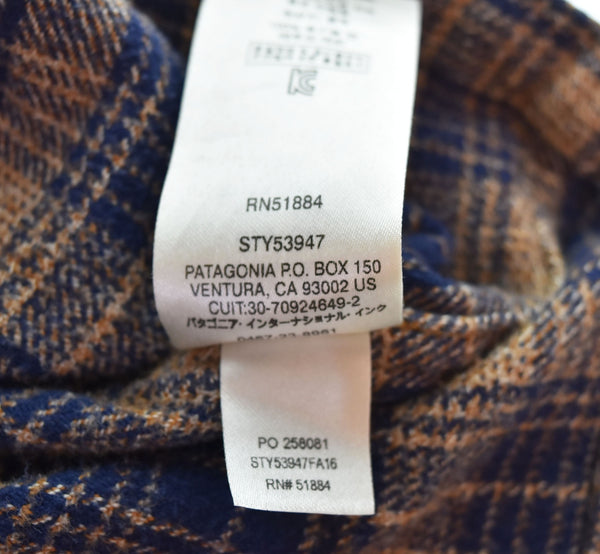 RN51884
STY53947
PATAGONIA P.O. BOX 150
VENTURA, CA 93002 US
CUIT:30-70924649-2
パタゴニア・インターナショナル・インク
PO 258081
STY53947FA16
RN# 51884